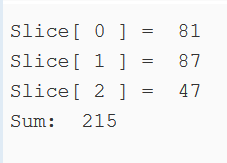 Slice[ 0 ] =  81
Slice[ 1 ] =  87
Slice[ 2 ] =  47
Sum:  215